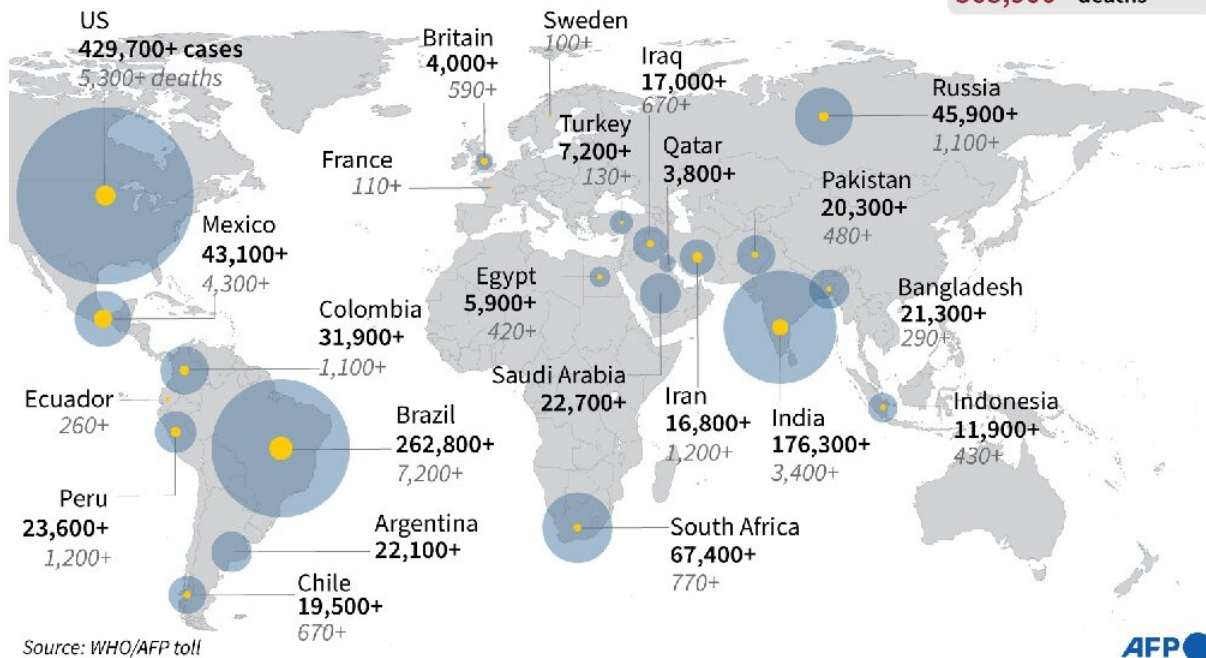 deaths
US
429,700+ cases
5,300+ deaths
Britain
4,000+
590+
Sweden
100+
Iraq
17,000+
670+
Russia
45,900+
1,100+
France
110+
Turkey
7,200+
130+
Qatar
3,800+
Pakistan
20,300+
480+
Mexico
43,100+
4,300+
Egypt
5,900+
420+
Bangladesh
21,300+
290+
Colombia
31,900+
1,100+
Ecuador
260+
Brazil
262,800+
7,200+
Saudi Arabia
22,700+
Iran
16,800+
1,200+
India
176,300+
3,400+
Indonesia
11,900+
430+
Peru
23,600+
1,200+
Argentina
22,100+
South Africa
67,400+
770+
Chile
19,500+
670+
Source: WHO/AFP toll
AFP